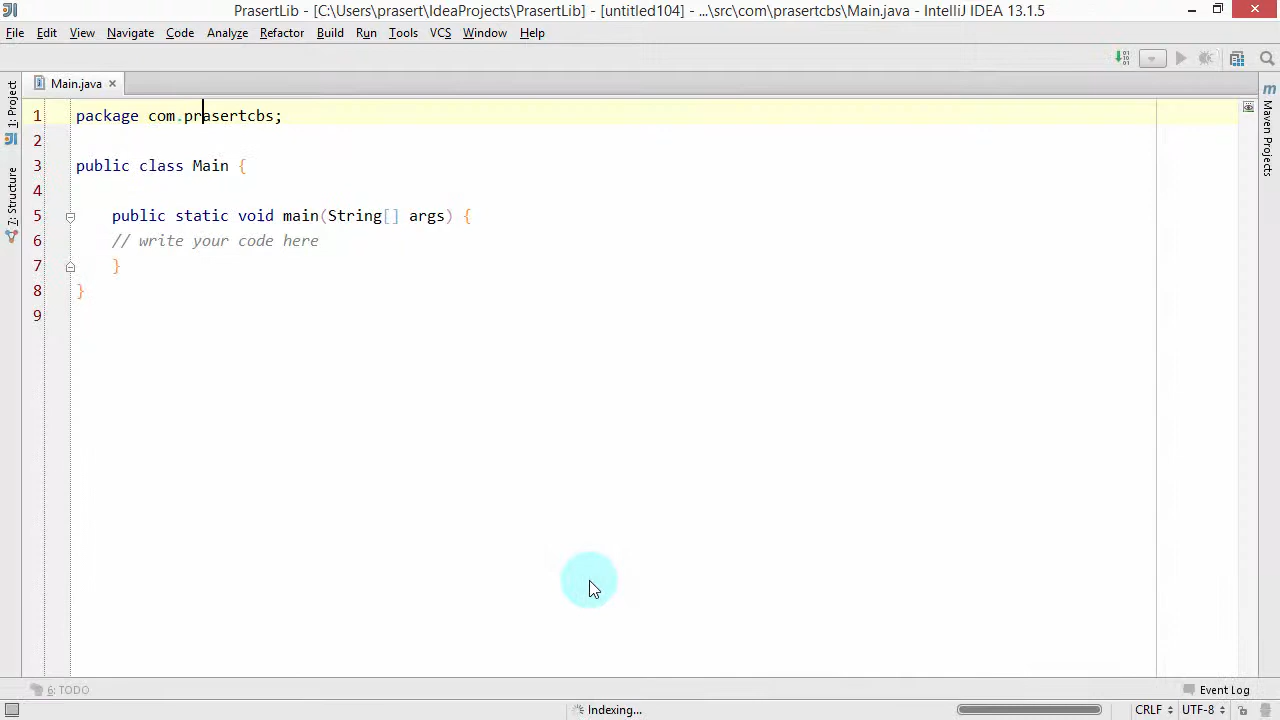 PrasertLib - [C:\Users\prasert\IdeaProjects\PrasertLib] - [untitled104] - ...\src\com\prasertcbs\Main.java - IntelliJ IDEA 13.1.5
File Edit View Navigate Code Analyze Refactor Build Run Tools VCS Window Help
Main.java
1: Project
7: Structure
1 package com.prasertcbs;
2
3 public class Main {
4
5 public static void main(String[] args) {
6 // write your code here
7 }
8 }
9
Maven Projects
6: TODO
Event Log
Indexing...
CRLF
UTF-8